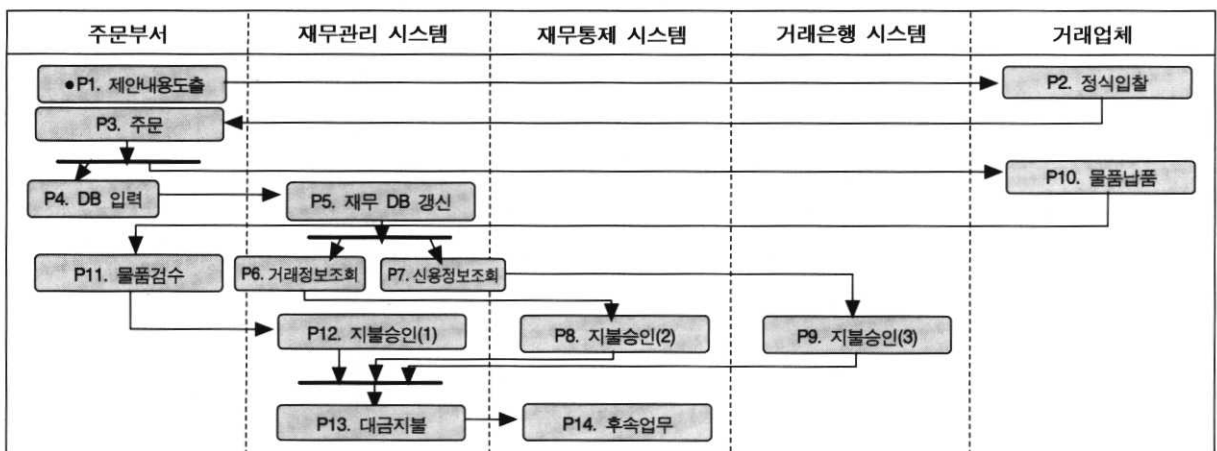 주문부서 재무관리 시스템 재무통제 시스템 거래은행 시스템 거래업체
●P1. 제안내용도출 P2. 정식입찰
P3. 주문
P4. DB 입력 P5. 재무 DB 갱신 P10. 물품납품
P11. 물품검수 P6. 거래정보조회 P7. 신용정보조회
P12. 지불승인(1) P8. 지불승인(2) P9. 지불승인(3)
P13. 대금지불 P14. 후속업무